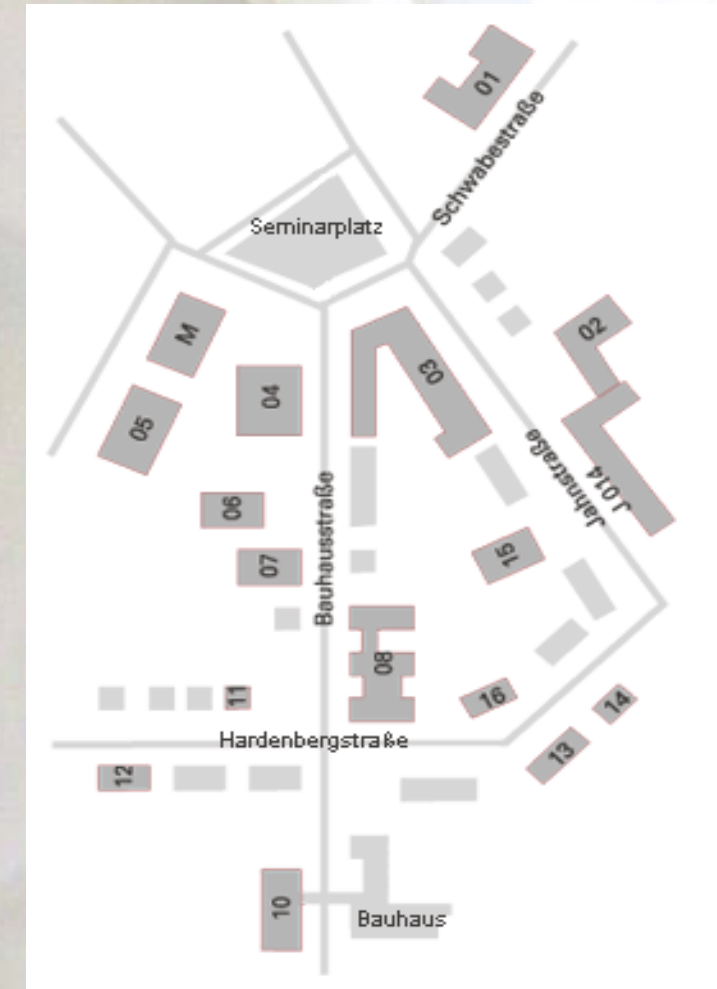 01
Schwabestraße
Seminarplatz
02
M
03
04
05
Jahnstraße
J 014
06
Bauhausstraße
15
07
08
11
16
14
Hardenbergstraße
13
12
10
Bauhaus